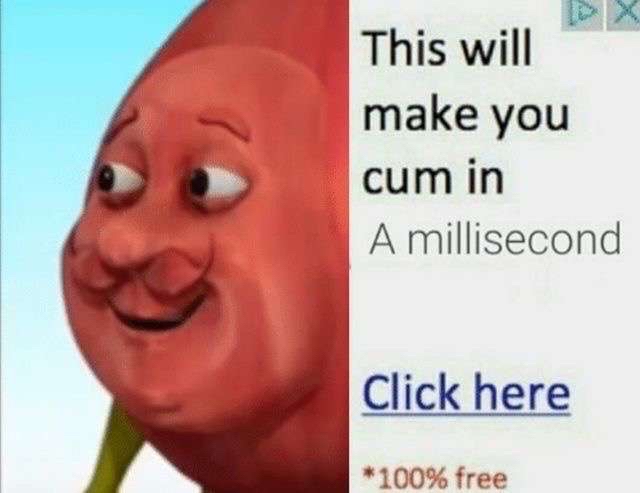 This will
make you
cum in
A millisecond
Click here
*100% free